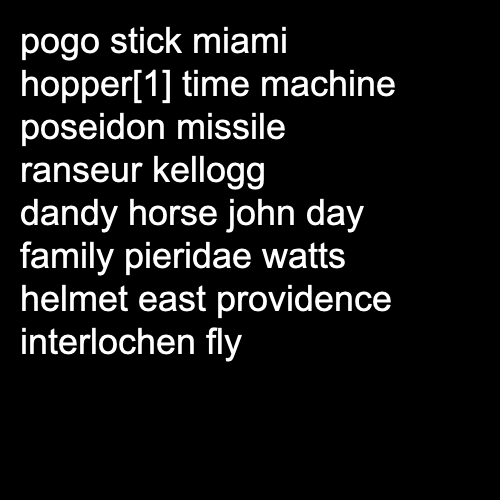 pogo stick miami
hopper[1] time machine
poseidon missile
ranseur kellogg
dandy horse john day
family pieridae watts
helmet east providence
interlochen fly